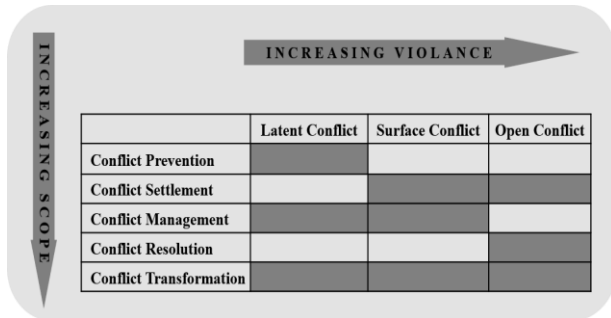 INCREASING SCOPE
INCREASING VIOLANCE
Latent Conflict Surface Conflict Open Conflict
Conflict Prevention
Conflict Settlement
Conflict Management
Conflict Resolution
Conflict Transformation